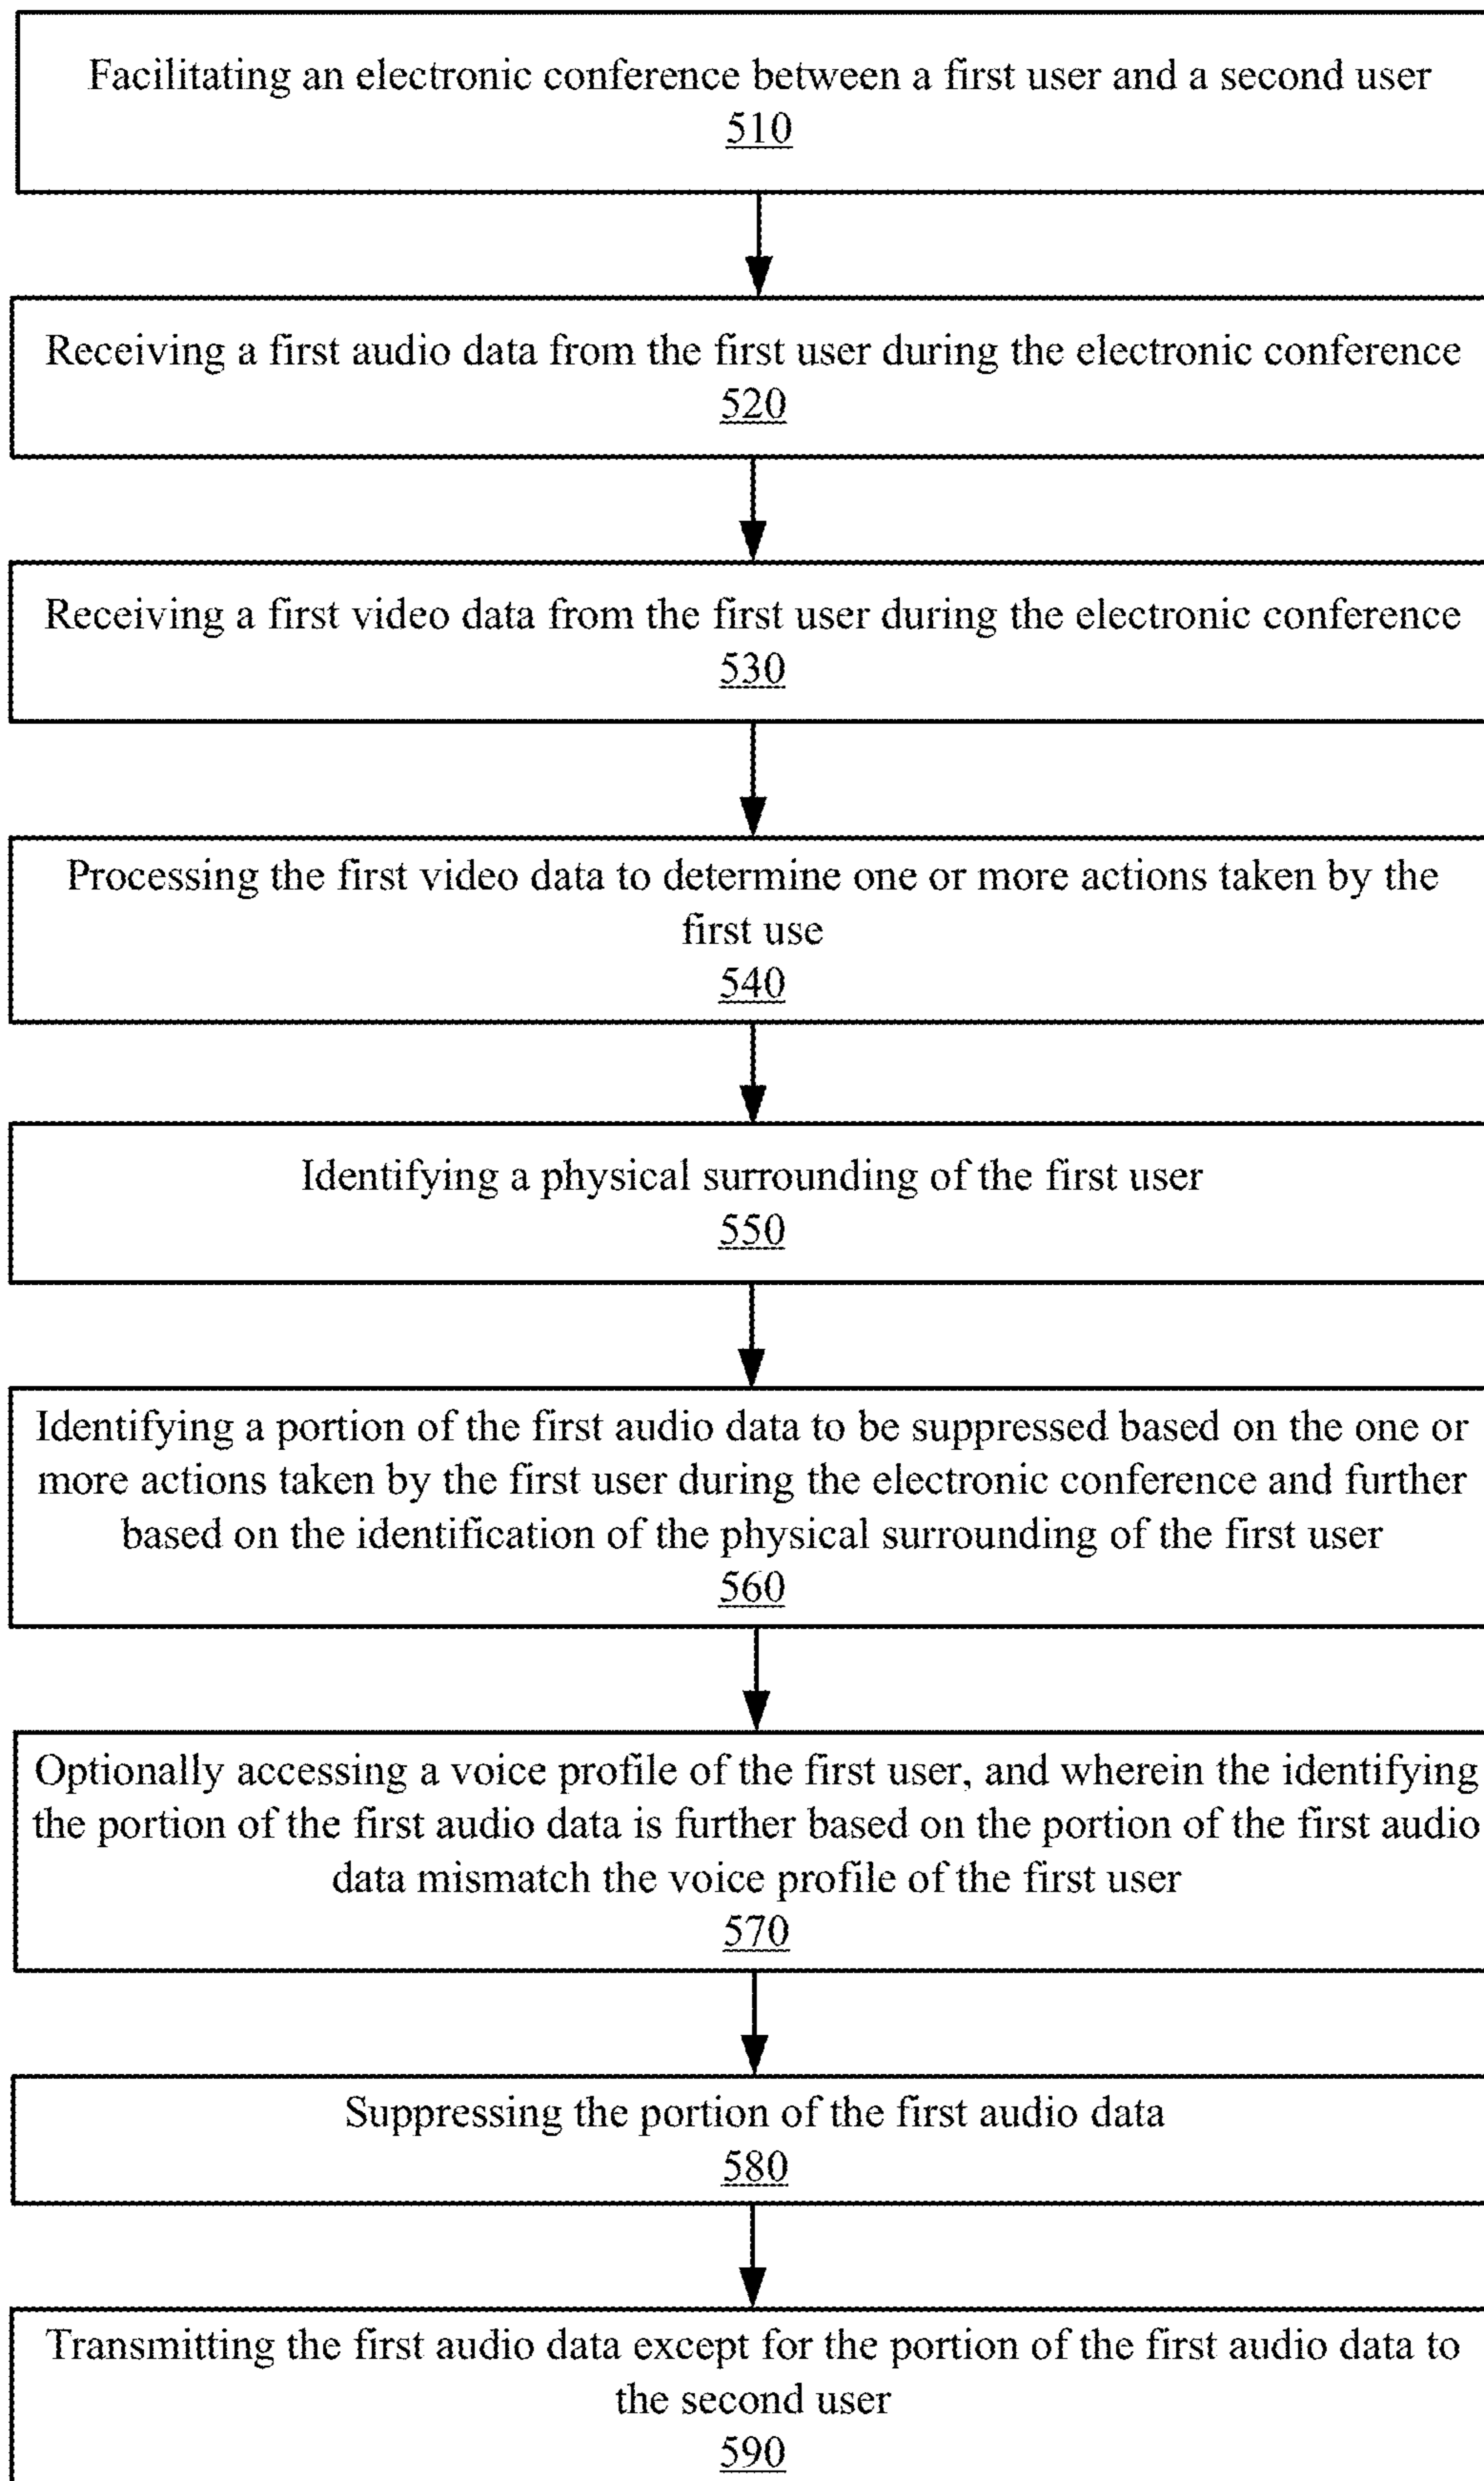 Facilitating an electronic conference between a first user and a second user
510
Receiving a first audio data from the first user during the electronic conference
520
Receiving a first video data from the first user during the electronic conference
530
Processing the first video data to determine one or more actions taken by the
first use
540
Identifying a physical surrounding of the first user
550
Identifying a portion of the first audio data to be suppressed based on the one or
more actions taken by the first user during the electronic conference and further
based on the identification of the physical surrounding of the first user
560
Optionally accessing a voice profile of the first user, and wherein the identifying
the portion of the first audio data is further based on the portion of the first audio
data mismatch the voice profile of the first user
570
Suppressing the portion of the first audio data
580
Transmitting the first audio data except for the portion of the first audio data to
the second user
590